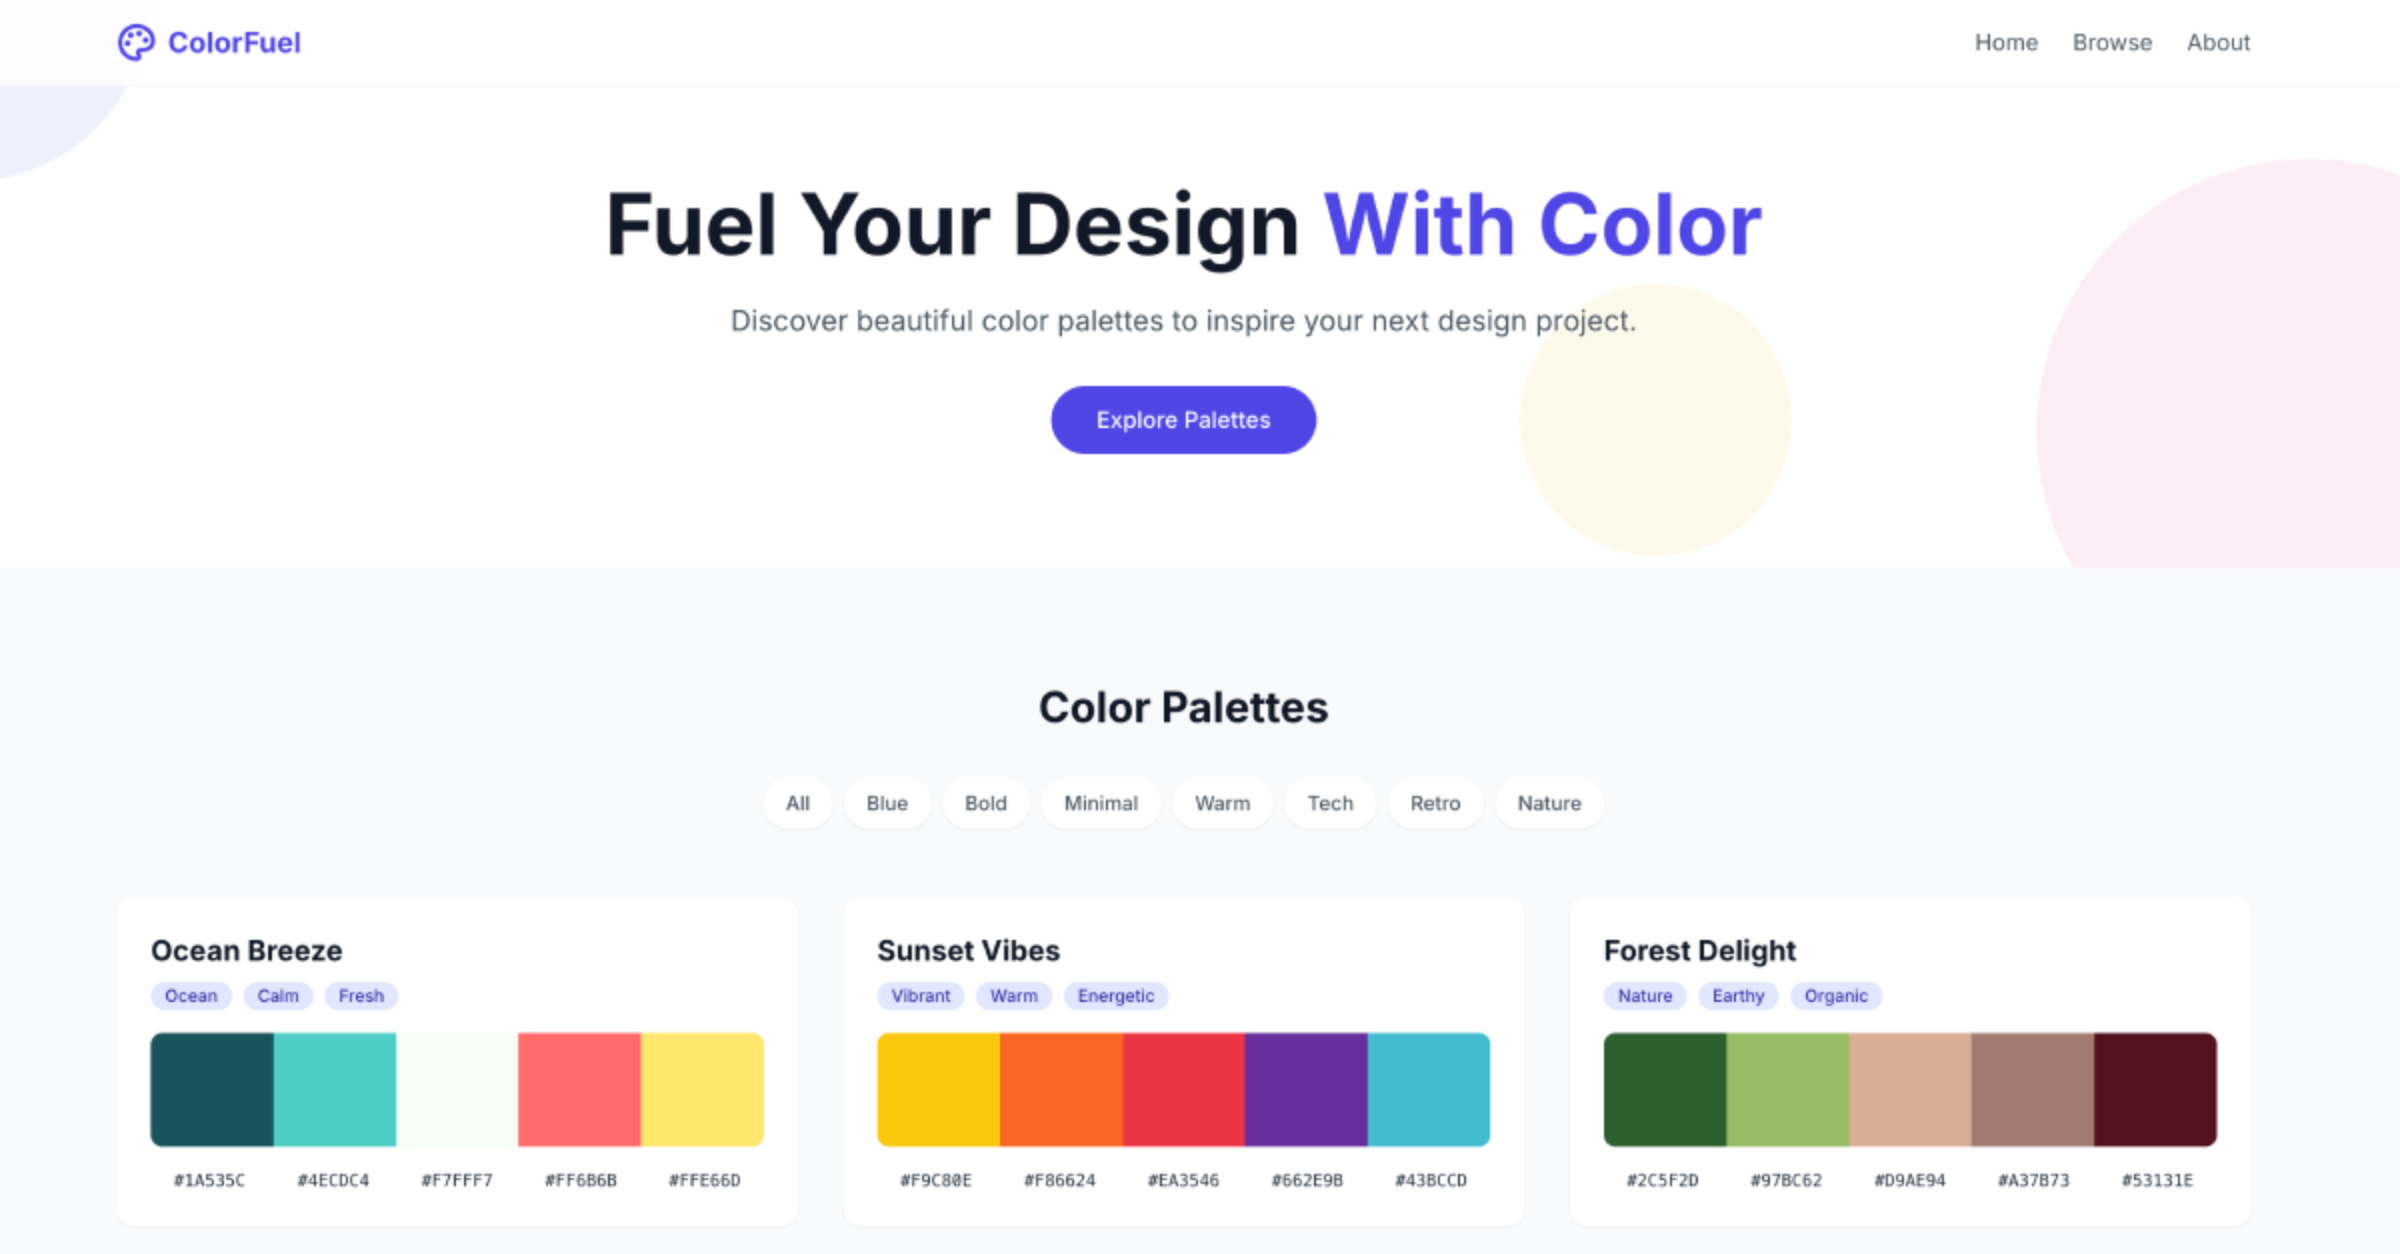 ColorFuel
Home Browse About
Fuel Your Design With Color
Discover beautiful color palettes to inspire your next design project.
Explore Palettes
Color Palettes
All Blue Bold Minimal Warm Tech Retro Nature
Ocean Breeze
Ocean Calm Fresh
#1A535C #4ECDC4 #F7FFF7 #FF6B6B #FFE66D
Sunset Vibes
Vibrant Warm Energetic
#F9C80E #F86624 #EA3546 #662E9B #43BCCD
Forest Delight
Nature Earthy Organic
#2C5F2D #97BC62 #D9AE94 #A37B73 #53131E